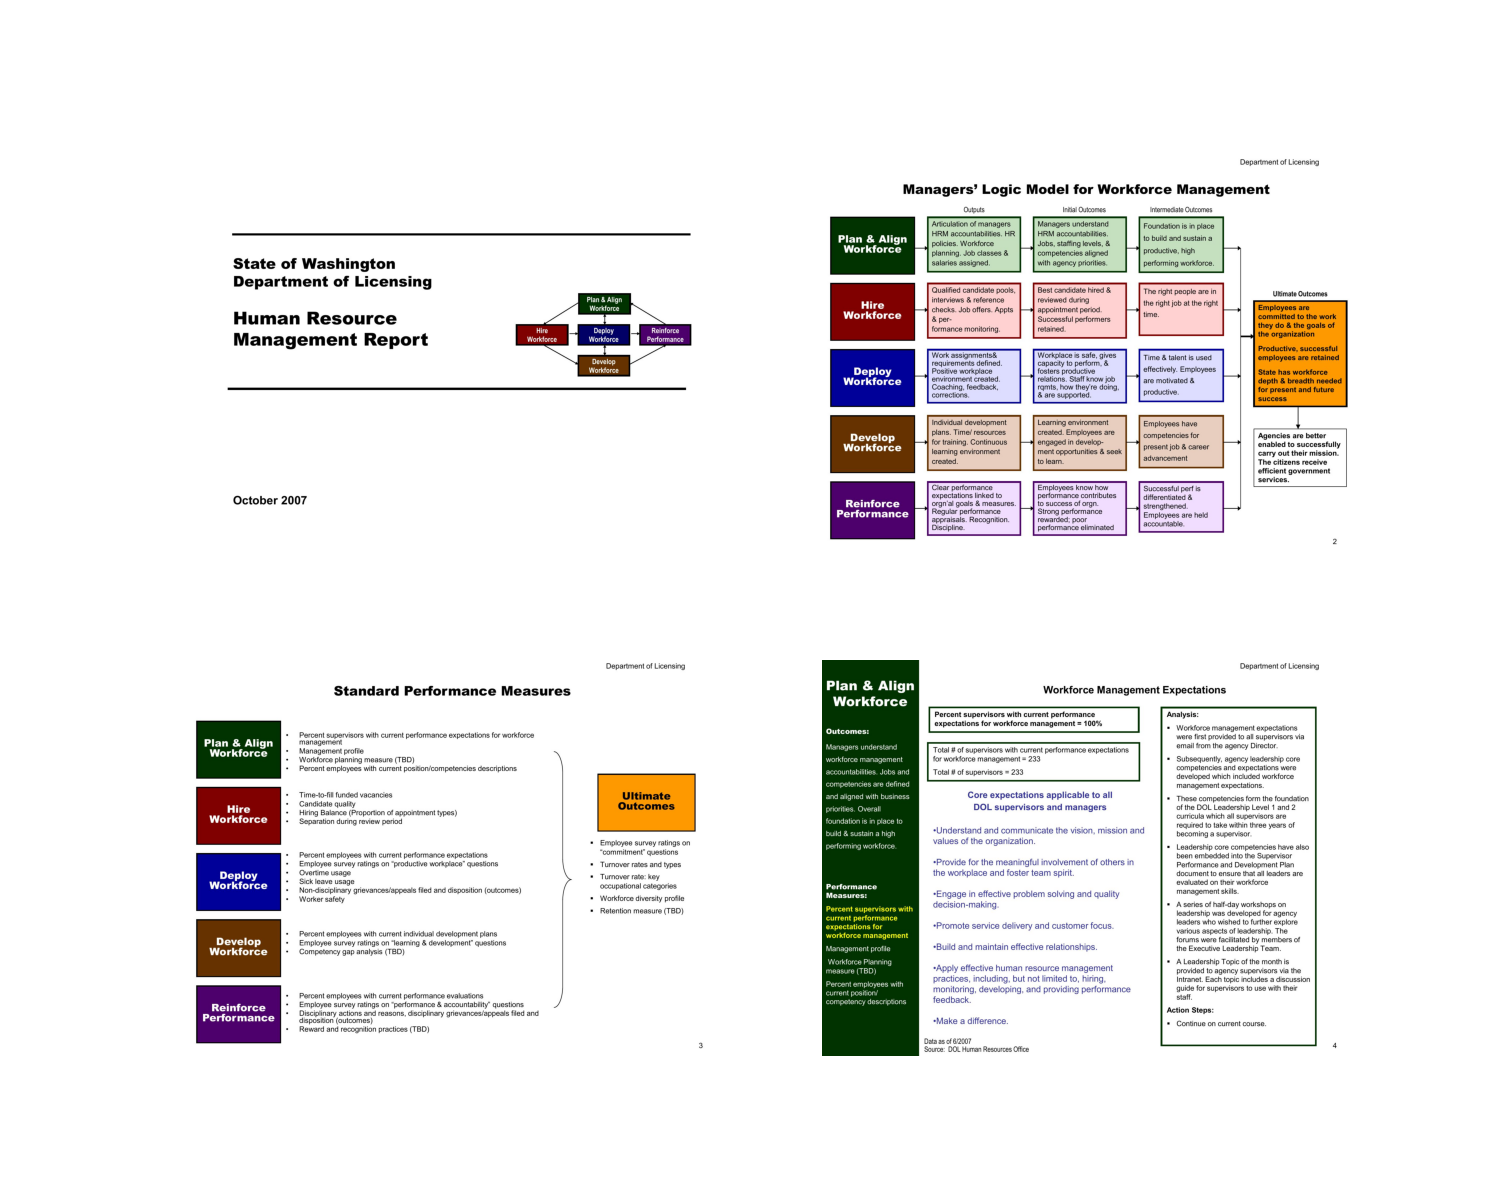 State of Washington
Department of Licensing
Human Resource
Management Report
Plan & Align
Workforce
Hire
Workforce
Deploy
Workforce
Reinforce
Performance
Develop
Workforce
October 2007
Department of Licensing
Managers' Logic Model for Workforce Management
Outputs
Initial Outcomes
Intermediate Outcomes
Plan & Align
Workforce
Articulation of managers
HRM accountabilities. HR
policies. Workforce
planning. Job classes &
salaries assigned.
Managers understand
HRM accountabilities.
Jobs, staffing levels, &
competencies aligned
with agency priorities.
Foundation is in place
to build and sustain a
productive, high
performing workforce.
Hire
Workforce
Qualified candidate pools,
interviews & reference
checks. Job offers. Appts
& per-
formance monitoring.
Best candidate hired &
reviewed during
appointment period.
Successful performers
retained.
The right people are in
the right job at the right
time.
Deploy
Workforce
Work assignments&
requirements defined.
Positive workplace
environment created.
Coaching, feedback,
corrections.
Workplace is safe, gives
capacity to perform, &
fosters productive
relations. Staff know job
rqmts, how they're doing,
& are supported.
Time & talent is used
effectively. Employees
are motivated &
productive.
Develop
Workforce
Individual development
plans. Time/ resources
for training. Continuous
learning environment
created.
Learning environment
created. Employees are
engaged in develop-
ment opportunities & seek
to learn.
Employees have
competencies for
present job & career
advancement
Reinforce
Performance
Clear performance
expectations linked to
orgn'al goals & measures.
Regular performance
appraisals. Recognition.
Discipline.
Employees know how
performance contributes
to success of orgn.
Strong performance
rewarded; poor
performance eliminated
Successful perf is
differentiated &
strengthened.
Employees are held
accountable.
Ultimate Outcomes
Employees are
committed to the work
they do & the goals of
the organization
Productive, successful
employees are retained
State has workforce
depth & breadth needed
for present and future
success
Agencies are better
enabled to successfully
carry out their mission.
The citizens receive
efficient government
services.
2
Department of Licensing
Standard Performance Measures
Plan & Align
Workforce
• Percent supervisors with current performance expectations for workforce
management
• Management profile
• Workforce planning measure (TBD)
• Percent employees with current position/competencies descriptions
Hire
Workforce
• Time-to-fill funded vacancies
• Candidate quality
• Hiring Balance (Proportion of appointment types)
• Separation during review period
Deploy
Workforce
• Percent employees with current performance expectations
• Employee survey ratings on "productive workplace" questions
• Overtime usage
• Sick leave usage
• Non-disciplinary grievances/appeals filed and disposition (outcomes)
• Worker safety
Develop
Workforce
• Percent employees with current individual development plans
• Employee survey ratings on "learning & development" questions
• Competency gap analysis (TBD)
Reinforce
Performance
• Percent employees with current performance evaluations
• Employee survey ratings on "performance & accountability" questions
• Disciplinary actions and reasons, disciplinary grievances/appeals filed and
disposition (outcomes)
• Reward and recognition practices (TBD)
Ultimate
Outcomes
▪ Employee survey ratings on
"commitment" questions
▪ Turnover rates and types
▪ Turnover rate: key
occupational categories
▪ Workforce diversity profile
▪ Retention measure (TBD)
3
Department of Licensing
Plan & Align
Workforce
Outcomes:
Managers understand
workforce management
accountabilities. Jobs and
competencies are defined
and aligned with business
priorities. Overall
foundation is in place to
build & sustain a high
performing workforce.
Performance
Measures:
Percent supervisors with
current performance
expectations for
workforce management
Management profile
Workforce Planning
measure (TBD)
Percent employees with
current position/
competency descriptions
Workforce Management Expectations
Percent supervisors with current performance
expectations for workforce management = 100%
Total # of supervisors with current performance expectations
for workforce management = 233
Total # of supervisors = 233
Core expectations applicable to all
DOL supervisors and managers
•Understand and communicate the vision, mission and
values of the organization.
•Provide for the meaningful involvement of others in
the workplace and foster team spirit.
•Engage in effective problem solving and quality
decision-making.
•Promote service delivery and customer focus.
•Build and maintain effective relationships.
•Apply effective human resource management
practices, including, but not limited to, hiring,
monitoring, developing, and providing performance
feedback.
•Make a difference.
Data as of 6/2007
Source: DOL Human Resources Office
Analysis:
▪ Workforce management expectations
were first provided to all supervisors via
email from the agency Director.
▪ Subsequently, agency leadership core
competencies and expectations were
developed which included workforce
management expectations.
▪ These competencies form the foundation
of the DOL Leadership Level 1 and 2
curricula which all supervisors are
required to take within three years of
becoming a supervisor.
▪ Leadership core competencies have also
been embedded into the Supervisor
Performance and Development Plan
document to ensure that all leaders are
evaluated on their workforce
management skills.
▪ A series of half-day workshops on
leadership was developed for agency
leaders who wished to further explore
various aspects of leadership. The
forums were facilitated by members of
the Executive Leadership Team.
▪ A Leadership Topic of the month is
provided to agency supervisors via the
Intranet. Each topic includes a discussion
guide for supervisors to use with their
staff.
Action Steps:
▪ Continue on current course.
4